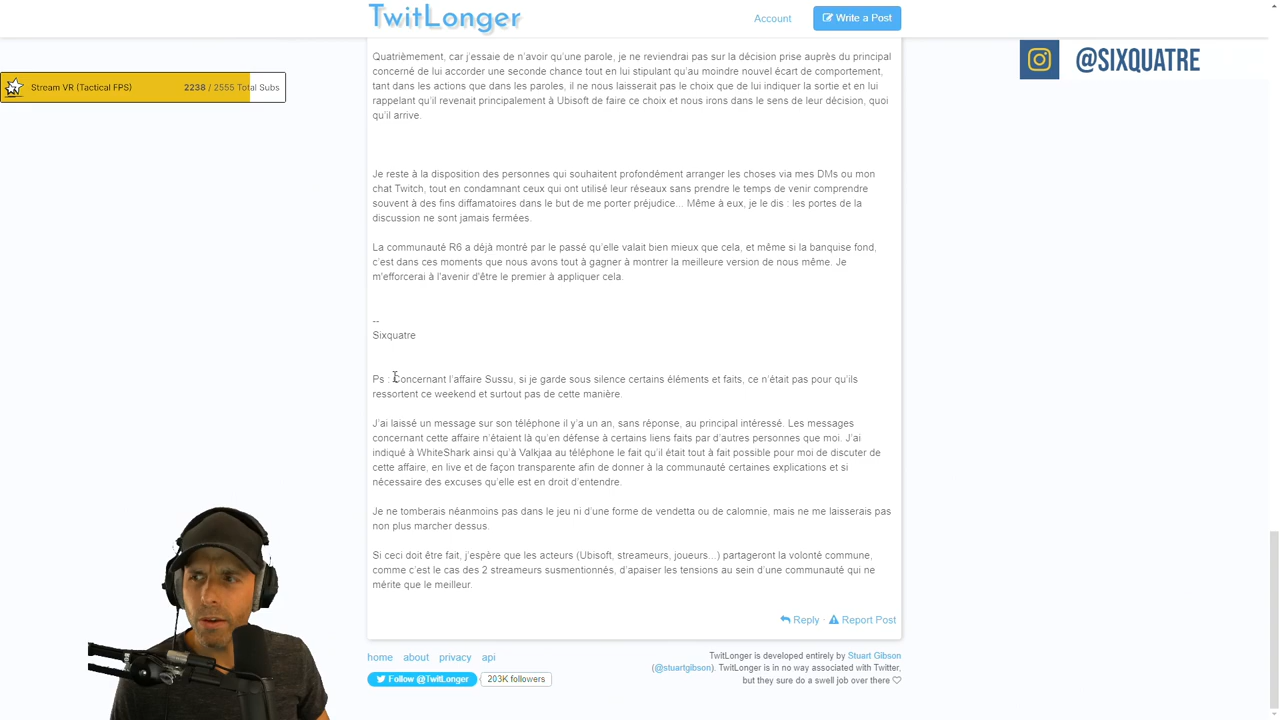 TwitLonger
Account
Write a Post
@SIXQUATRE
Stream VR (Tactical FPS)
2238 / 2555 Total Subs
Quatrièmement, car j'essaie de n'avoir qu'une parole, je ne reviendrai pas sur la décision prise auprès du principal
concerné de lui accorder une seconde chance tout en lui stipulant qu'au moindre nouvel écart de comportement,
tant dans les actions que dans les paroles, il ne nous laisserait pas le choix que de lui indiquer la sortie et en lui
rappelant qu'il revenait principalement à Ubisoft de faire ce choix et nous irons dans le sens de leur décision, quoi
qu'il arrive.
Je reste à la disposition des personnes qui souhaitent profondément arranger les choses via mes DMs ou mon
chat Twitch, tout en condamnant ceux qui ont utilisé leur réseaux sans prendre le temps de venir comprendre
souvent à des fins diffamatoires dans le but de me porter préjudice... Même à eux, je le dis : les portes de la
discussion ne sont jamais fermées.
La communauté R6 a déjà montré par le passé qu'elle valait bien mieux que cela, et même si la banquise fond,
c'est dans ces moments que nous avons tout à gagner à montrer la meilleure version de nous même. Je
m'efforcerai à l'avenir d'être le premier à appliquer cela.
--
Sixquatre
Ps : Concernant l'affaire Sussu, si je garde sous silence certains éléments et faits, ce n'était pas pour qu'ils
ressortent ce weekend et surtout pas de cette manière.
J'ai laissé un message sur son téléphone il y'a un an, sans réponse, au principal intéressé. Les messages
concernant cette affaire n'étaient là qu'en défense à certains liens faits par d'autres personnes que moi. J'ai
indiqué à WhiteShark ainsi qu'à Valkjaa au téléphone le fait qu'il était tout à fait possible pour moi de discuter de
cette affaire, en live et de façon transparente afin de donner à la communauté certaines explications et si
nécessaire des excuses qu'elle est en droit d'entendre.
Je ne tomberais néanmoins pas dans le jeu ni d'une forme de vendetta ou de calomnie, mais ne me laisserais pas
non plus marcher dessus.
Si ceci doit être fait, j'espère que les acteurs (Ubisoft, streameurs, joueurs...) partageront la volonté commune,
comme c'est le cas des 2 streameurs susmentionnés, d'apaiser les tensions au sein d'une communauté qui ne
mérite que le meilleur.
Reply · Report Post
home about privacy api
Follow @TwitLonger 203K followers
TwitLonger is developed entirely by Stuart Gibson
(@stuartgibson). TwitLonger is in no way associated with Twitter,
but they sure do a swell job over there